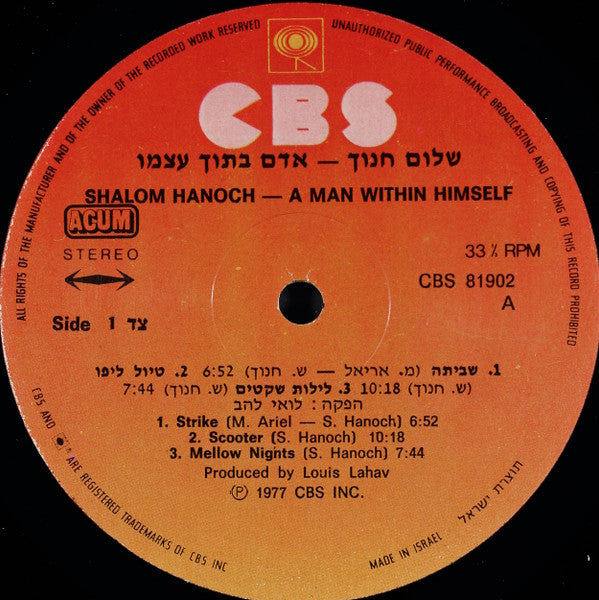 ALL RIGHTS OF THE MANUFACTURER AND OF THE OWNER OF THE RECORDED WORK RESERVED
UNAUTHORIZED PUBLIC PERFORMANCE BROADCASTING AND COPYING OF THIS RECORD PROHIBITED
CBS
שלום חנוך — אדם בתוך עצמו
SHALOM HANOCH — A MAN WITHIN HIMSELF
ACUM
STEREO
33⅓ RPM
CBS 81902
A
Side 1 צד
1. שביתה (מ. אריאל — ש. חנוך) 6:52 2. טיול ליפו
(ש. חנוך) 10:18 3. לילות שקטים (ש. חנוך) 7:44
הפקה: לואי להב
1. Strike (M. Ariel — S. Hanoch) 6:52
2. Scooter (S. Hanoch) 10:18
3. Mellow Nights (S. Hanoch) 7:44
Produced by Louis Lahav
Ⓟ 1977 CBS INC.
CBS AND ARE REGISTERED TRADEMARKS OF CBS INC
MADE IN ISRAEL
תוצרת ישראל